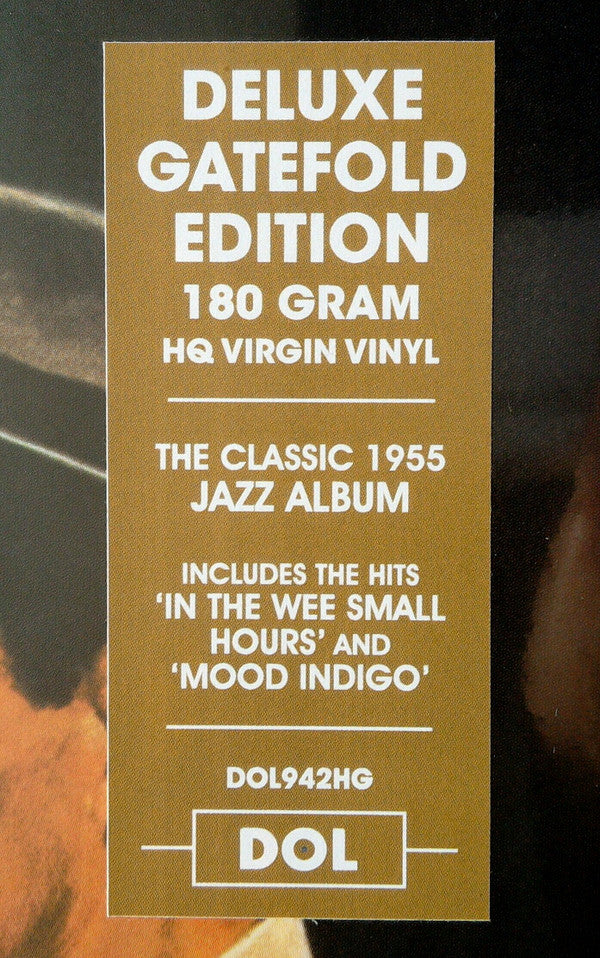 DELUXE
GATEFOLD
EDITION
180 GRAM
HQ VIRGIN VINYL
THE CLASSIC 1955
JAZZ ALBUM
INCLUDES THE HITS
‘IN THE WEE SMALL
HOURS’ AND
‘MOOD INDIGO’
DOL942HG
DOL